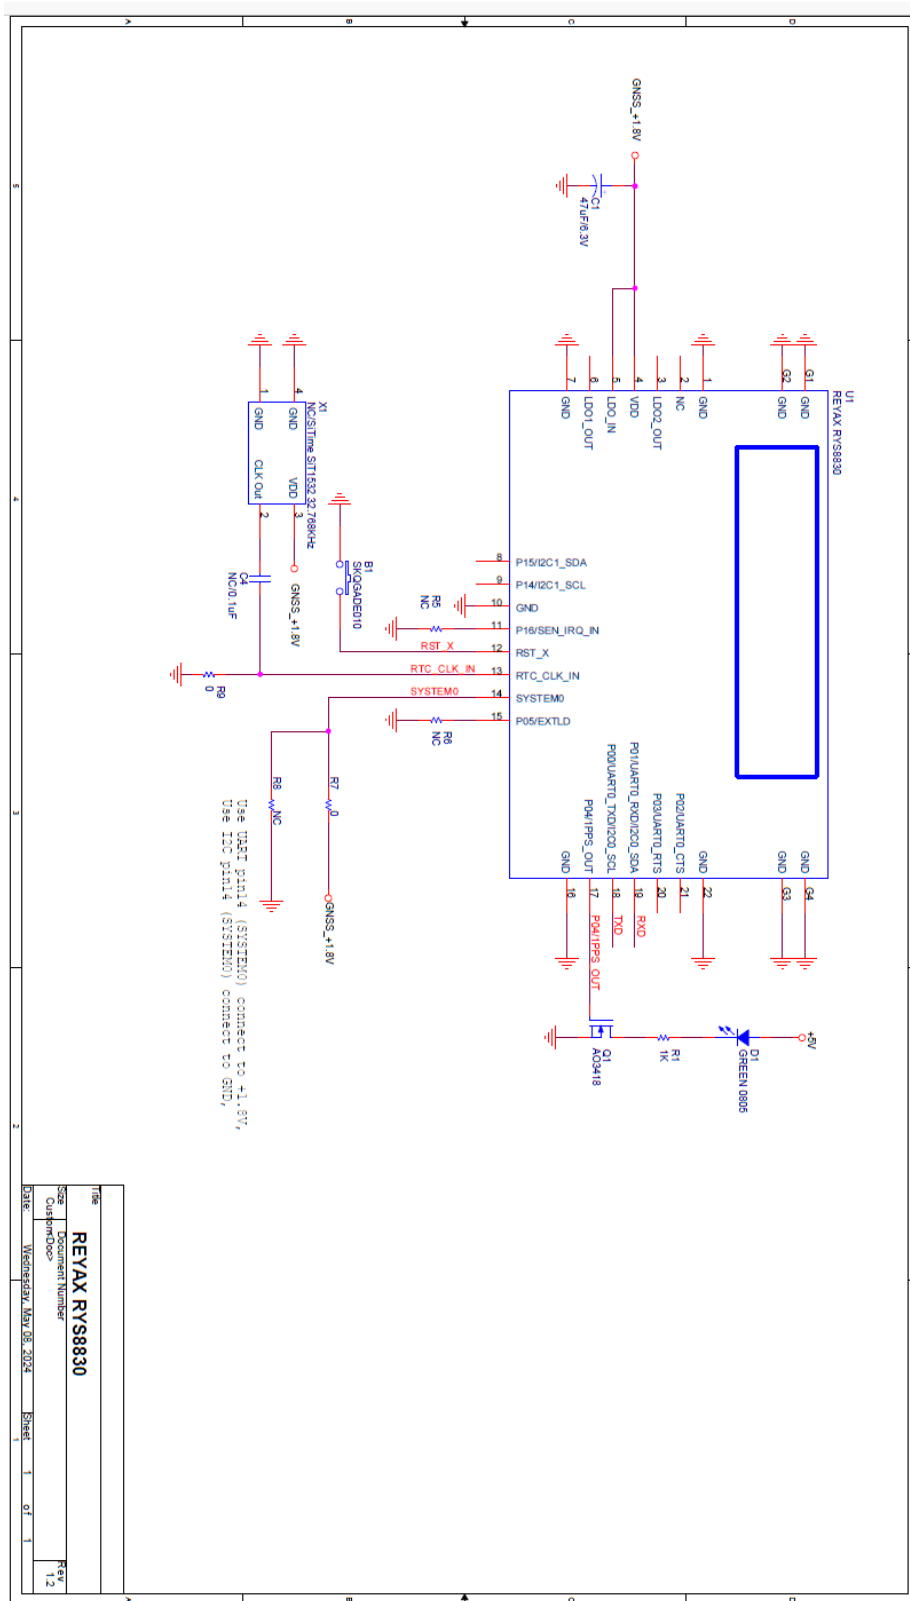 GNSS_+1.8V
C1
47uF/6.3V
U1
REYAX RYS8830
G1
GND
G2
GND
1
GND
2
NC
3
LDO2_OUT
4
VDD
5
LDO_IN
6
LDO1_OUT
7
GND
8
P15/I2C1_SDA
9
P14/I2C1_SCL
10
GND
11
P16/SEN_IRQ_IN
12
RST_X
13
RTC_CLK_IN
14
SYSTEM0
15
P05/EXTLD
G4
GND
G3
GND
22
GND
21
P02/UART0_CTS
20
P03/UART0_RTS
19
P01/UART0_RXD/I2C0_SDA
18
P00/UART0_TXD/I2C0_SCL
17
P04/1PPS_OUT
16
GND
RXD
TXD
P04/1PPS_OUT
+5V
D1
GREEN 0805
R1
1K
Q1
AO3418
R5
NC
RST_X
RTC_CLK_IN
SYSTEM0
R6
NC
B1
SKQGADE010
X1
NC/SiTime SiT1532 32.768KHz
4
GND
1
GND
VDD
3
CLK Out
2
GNSS_+1.8V
C4
NC/0.1uF
R9
0
R7
0
GNSS_+1.8V
R8
NC
Use UART pin14 (SYSTEM0) connect to +1.8V,
Use I2C pin14 (SYSTEM0) connect to GND,
Title
REYAX RYS8830
Size
Document Number
Rev
Custom
<Doc>
1.2
Date:
Wednesday, May 08, 2024
Sheet
1
of
1
5
4
3
2
1
A
B
C
D
A
B
C
D